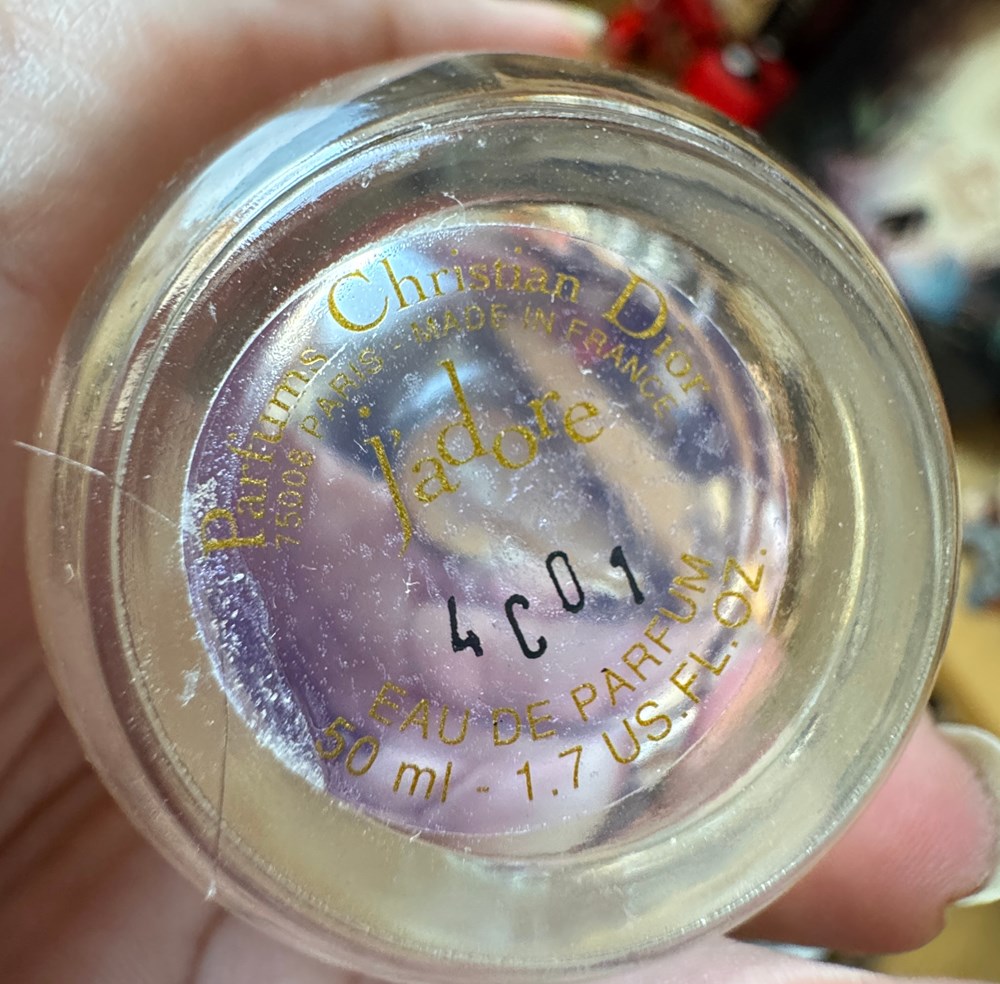 Parfums Christian Dior
75008 PARIS - MADE IN FRANCE
j'adore
4C01
EAU DE PARFUM
50 ml - 1.7 US.FL.OZ.